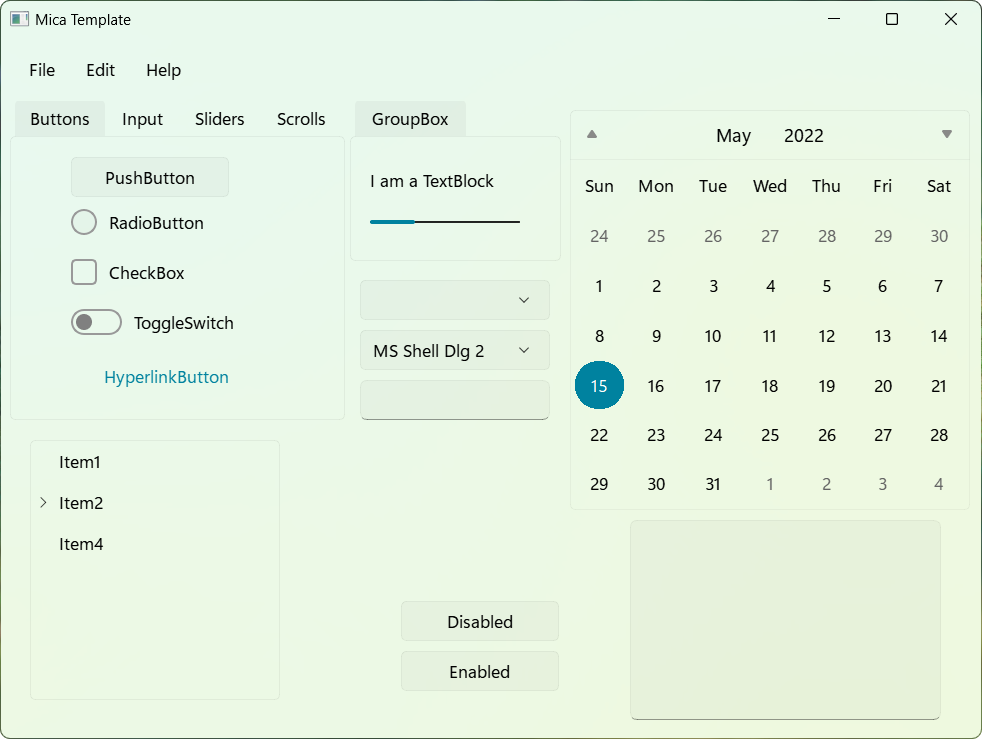 Mica Template
File Edit Help
Buttons Input Sliders Scrolls
PushButton
RadioButton
CheckBox
ToggleSwitch
HyperlinkButton
GroupBox
I am a TextBlock
MS Shell Dlg 2
May 2022
Sun Mon Tue Wed Thu Fri Sat
24 25 26 27 28 29 30
1 2 3 4 5 6 7
8 9 10 11 12 13 14
15 16 17 18 19 20 21
22 23 24 25 26 27 28
29 30 31 1 2 3 4
Item1
Item2
Item4
Disabled
Enabled